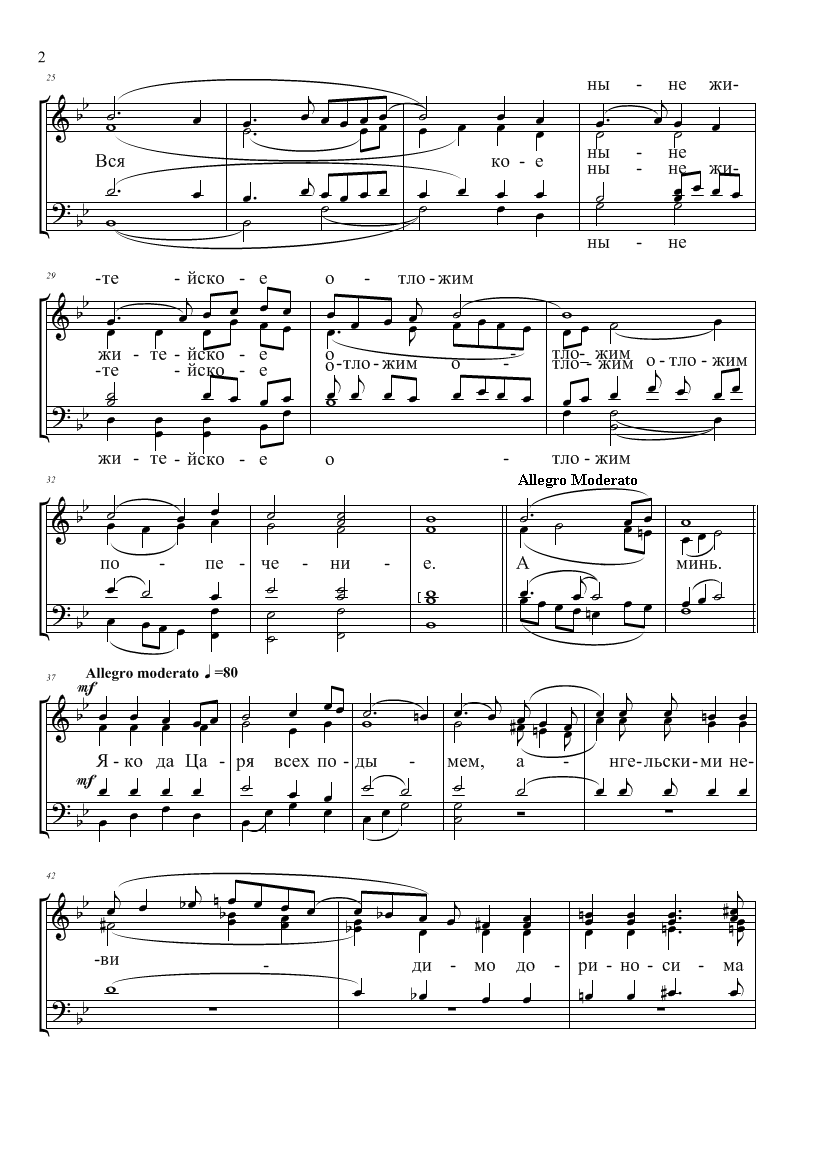 2
25
ны - не жи-
Вся ко - е ны - не
ны - не жи-
ны - не
29
-те - йско - е о - тло - жим
жи - те - йско - е о - тло - жим
-те - йско - е о - тло - жим о - тло - жим о - тло - жим
жи - те - йско - е о - тло - жим
32
Allegro Moderato
по - пе - че - ни - е. А минь.
37
Allegro moderato ♩=80
mf
Я - ко да Ца - ря всех по - ды - мем, а - нгельски - ми не-
mf
42
-ви - ди - мо до - ри - но - си - ма